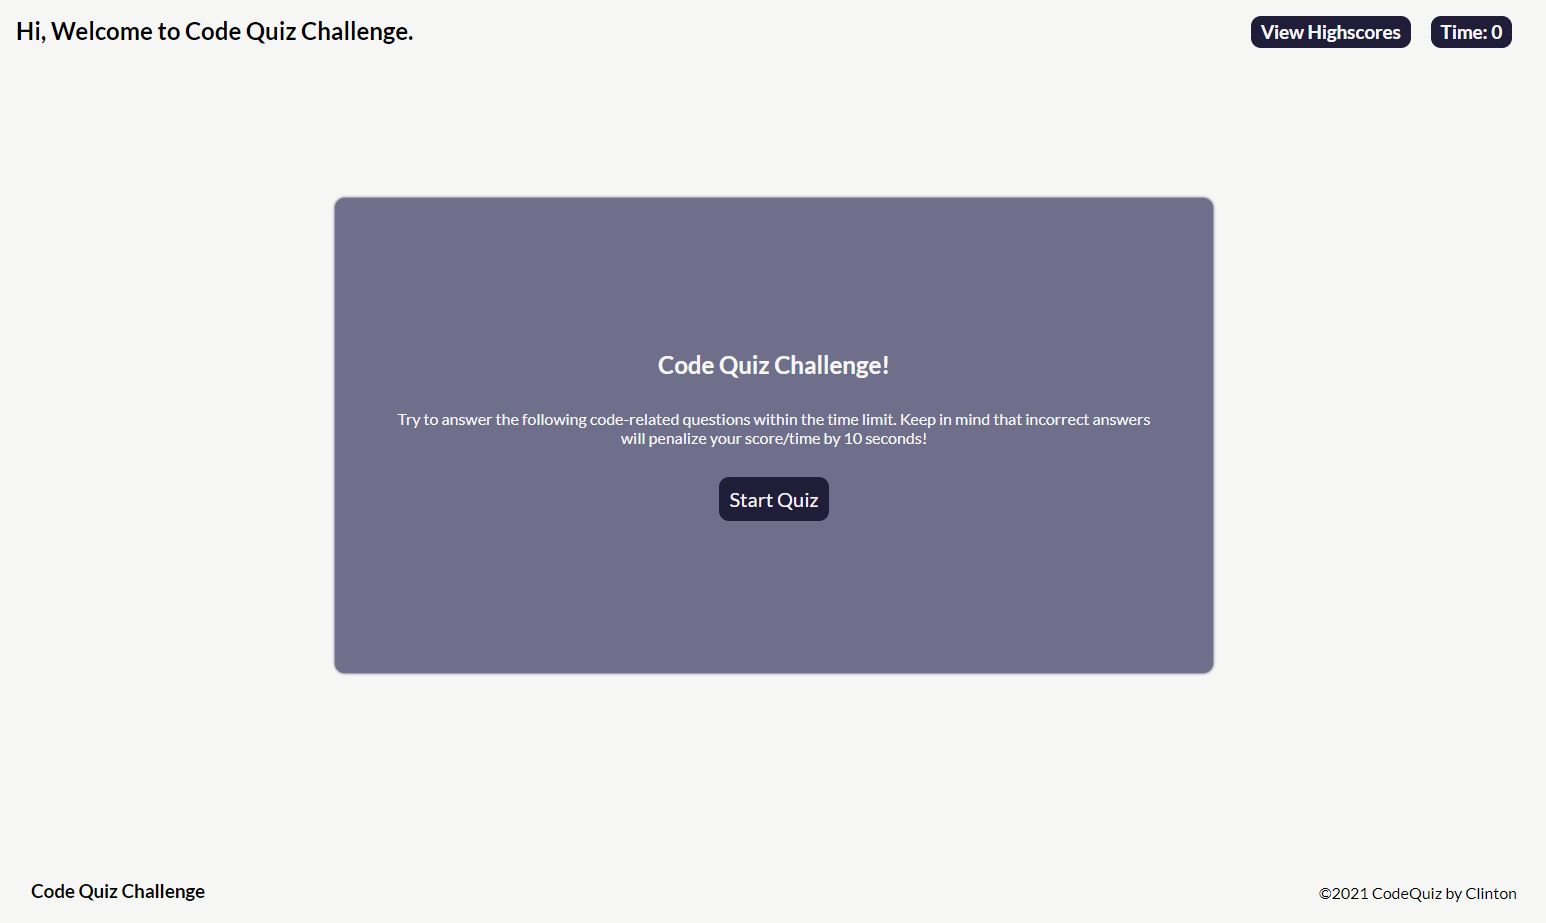 Hi, Welcome to Code Quiz Challenge.
View Highscores
Time: 0
Code Quiz Challenge!
Try to answer the following code-related questions within the time limit. Keep in mind that incorrect answers
will penalize your score/time by 10 seconds!
Start Quiz
Code Quiz Challenge
©2021 CodeQuiz by Clinton